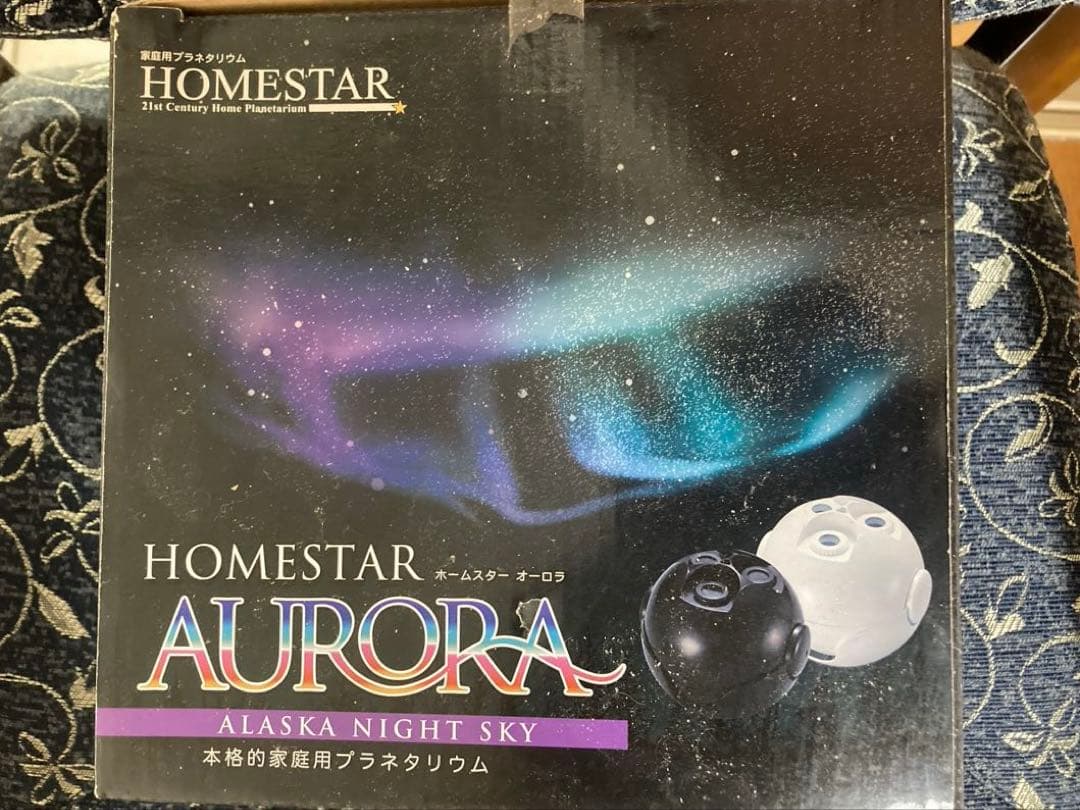 家庭用プラネタリウム
HOMESTAR
21st Century Home Planetarium
HOMESTAR ホームスター オーロラ
AURORA
ALASKA NIGHT SKY
本格的家庭用プラネタリウム